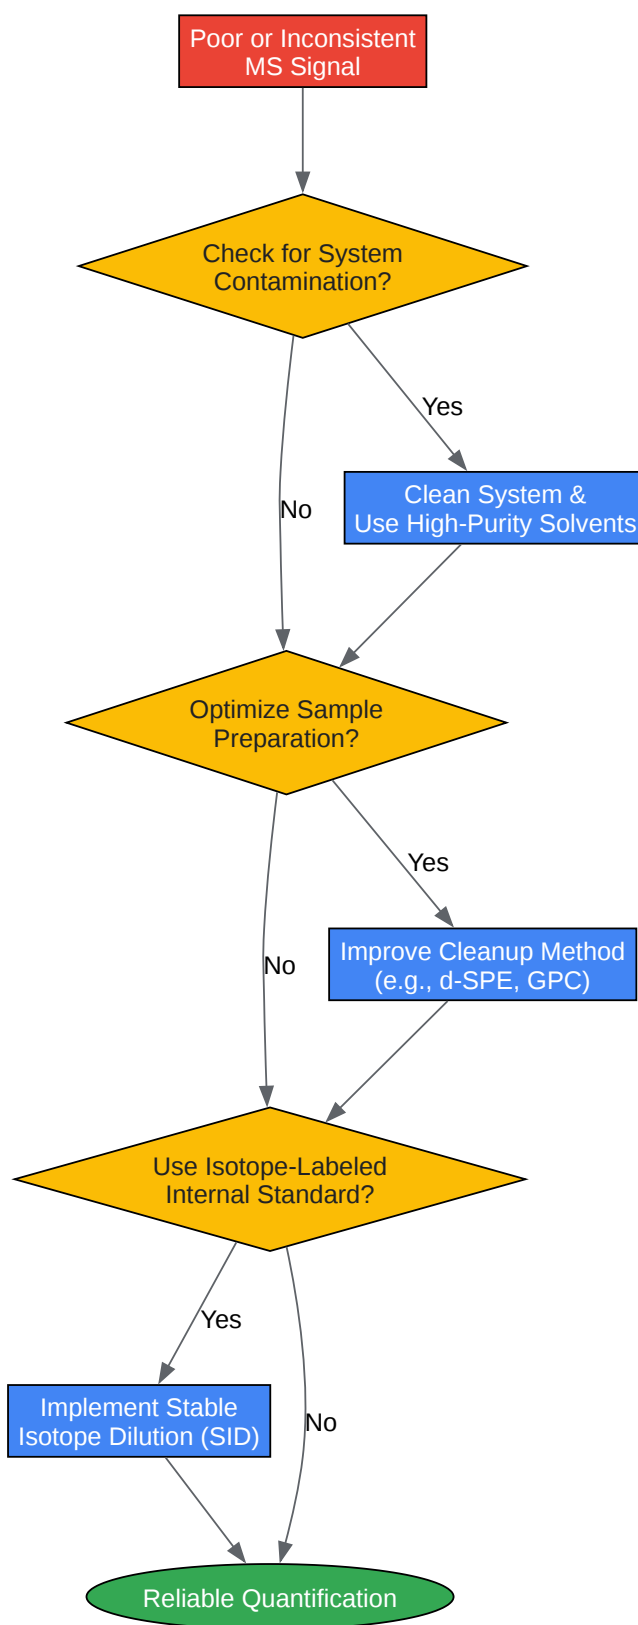 Poor or Inconsistent
MS Signal
Check for System
Contamination?
Yes
Clean System &
Use High-Purity Solvents
No
Optimize Sample
Preparation?
Yes
Improve Cleanup Method
(e.g., d-SPE, GPC)
No
Use Isotope-Labeled
Internal Standard?
Yes
Implement Stable
Isotope Dilution (SID)
No
Reliable Quantification